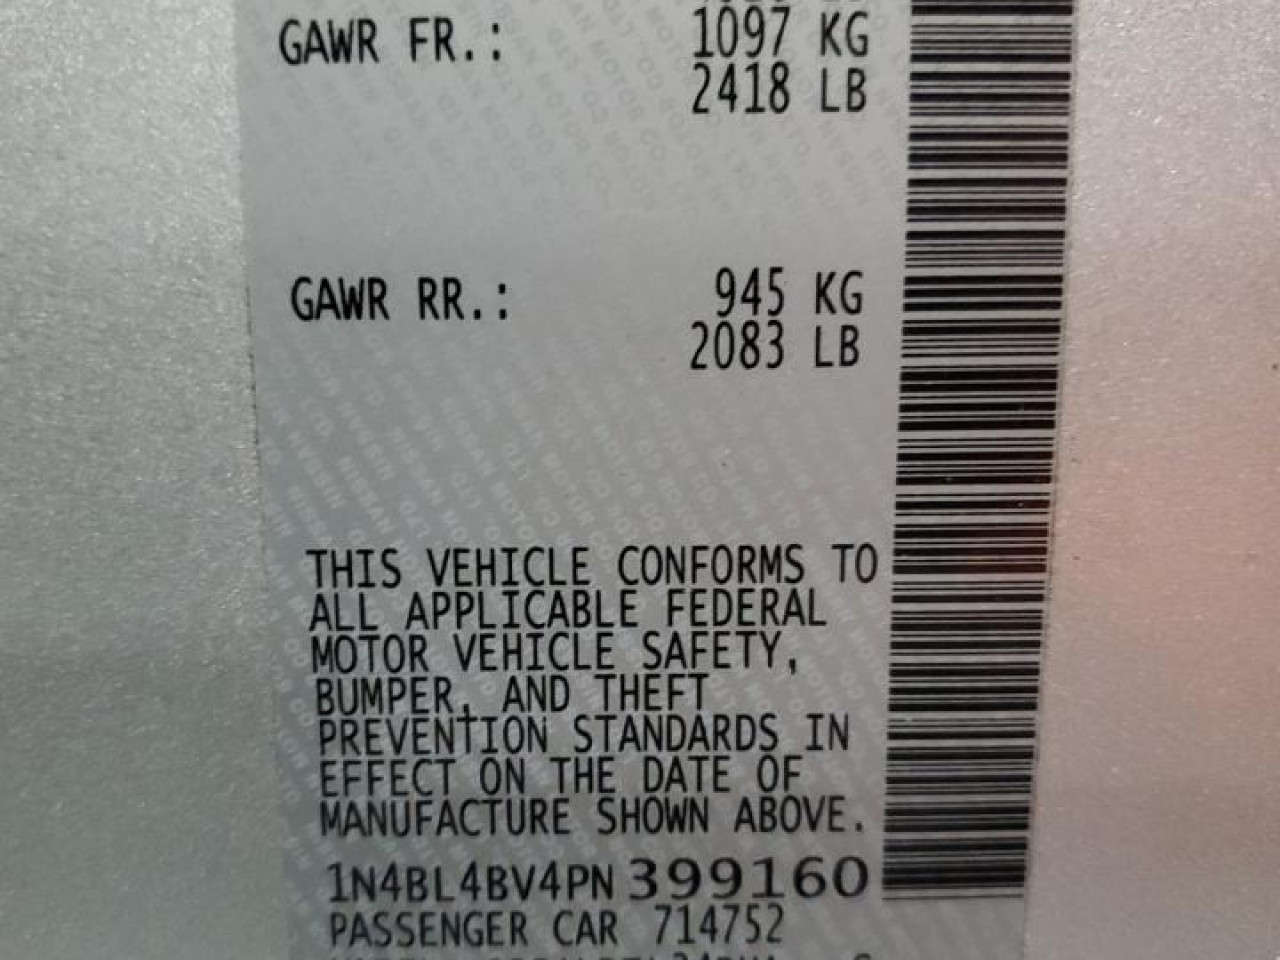 GAWR FR.: 1097 KG
2418 LB
GAWR RR.: 945 KG
2083 LB
THIS VEHICLE CONFORMS TO
ALL APPLICABLE FEDERAL
MOTOR VEHICLE SAFETY,
BUMPER, AND THEFT
PREVENTION STANDARDS IN
EFFECT ON THE DATE OF
MANUFACTURE SHOWN ABOVE.
1N4BL4BV4PN399160
PASSENGER CAR 714752